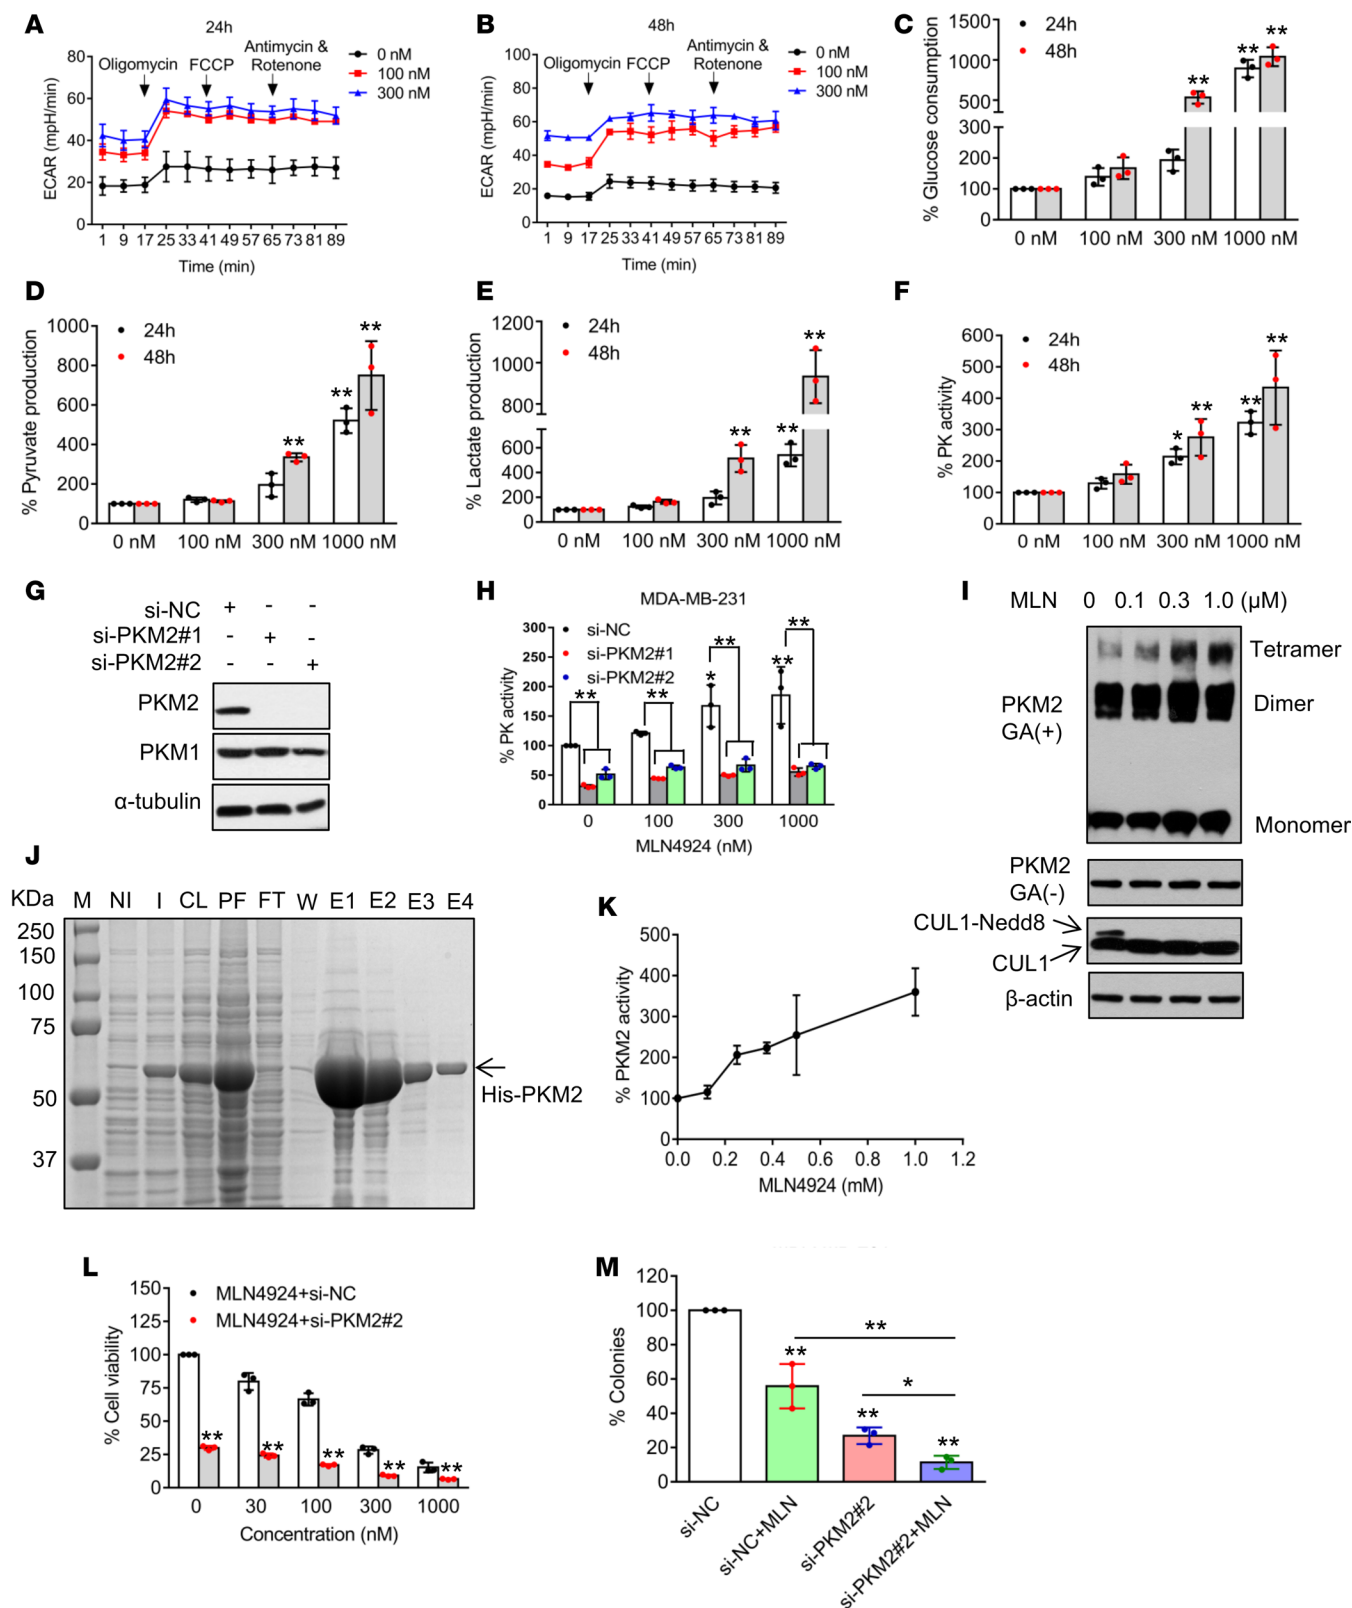 A
24h
Oligomycin
FCCP
Antimycin &
Rotenone
0 nM
100 nM
300 nM
ECAR (mpH/min)
80
60
40
20
0
1 9 17 25 33 41 49 57 65 73 81 89
Time (min)
B
48h
Oligomycin
FCCP
Antimycin &
Rotenone
0 nM
100 nM
300 nM
ECAR (mpH/min)
100
80
60
40
20
0
1 9 17 25 33 41 49 57 65 73 81 89
Time (min)
C
24h
48h
% Glucose consumption
1500
1000
500
300
200
100
0
** ** **
0 nM 100 nM 300 nM 1000 nM
D
24h
48h
% Pyruvate production
1000
800
600
400
200
0
** ** **
0 nM 100 nM 300 nM 1000 nM
E
24h
48h
% Lactate production
1200
1000
800
600
400
200
0
** ** **
0 nM 100 nM 300 nM 1000 nM
F
24h
48h
% PK activity
600
500
400
300
200
100
0
* ** ** **
0 nM 100 nM 300 nM 1000 nM
G
si-NC + - -
si-PKM2#1 - + -
si-PKM2#2 - - +
PKM2
PKM1
α-tubulin
H
MDA-MB-231
si-NC
si-PKM2#1
si-PKM2#2
% PK activity
300
250
200
150
100
50
0
** ** * ** ** **
0 100 300 1000
MLN4924 (nM)
I
MLN 0 0.1 0.3 1.0 (μM)
Tetramer
PKM2
GA(+)
Dimer
Monomer
PKM2
GA(-)
CUL1-Nedd8
CUL1
β-actin
J
KDa M NI I CL PF FT W E1 E2 E3 E4
250
150
100
75
50
37
His-PKM2
K
% PKM2 activity
500
400
300
200
100
0
0.0 0.2 0.4 0.6 0.8 1.0 1.2
MLN4924 (mM)
L
MLN4924+si-NC
MLN4924+si-PKM2#2
% Cell viability
150
125
100
75
50
25
0
** ** ** ** **
0 30 100 300 1000
Concentration (nM)
M
% Colonies
120
100
80
60
40
20
0
**
** * ** **
si-NC
si-NC+MLN
si-PKM2#2
si-PKM2#2+MLN